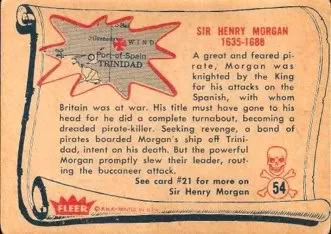 WIND
Port of Spain
TRINIDAD
SIR HENRY MORGAN
1635-1688
A great and feared pi-
rate, Morgan was
knighted by the King
for his attacks on the
Spanish, with whom
Britain was at war. His title must have gone to his
head for he did a complete turnabout, becoming a
dreaded pirate-killer. Seeking revenge, a band of
pirates boarded Morgan's ship off Trini-
dad, intent on his death. But the powerful
Morgan promptly slew their leader, rout-
ing the buccaneer attack.
See card #21 for more on
Sir Henry Morgan
54
FLEER